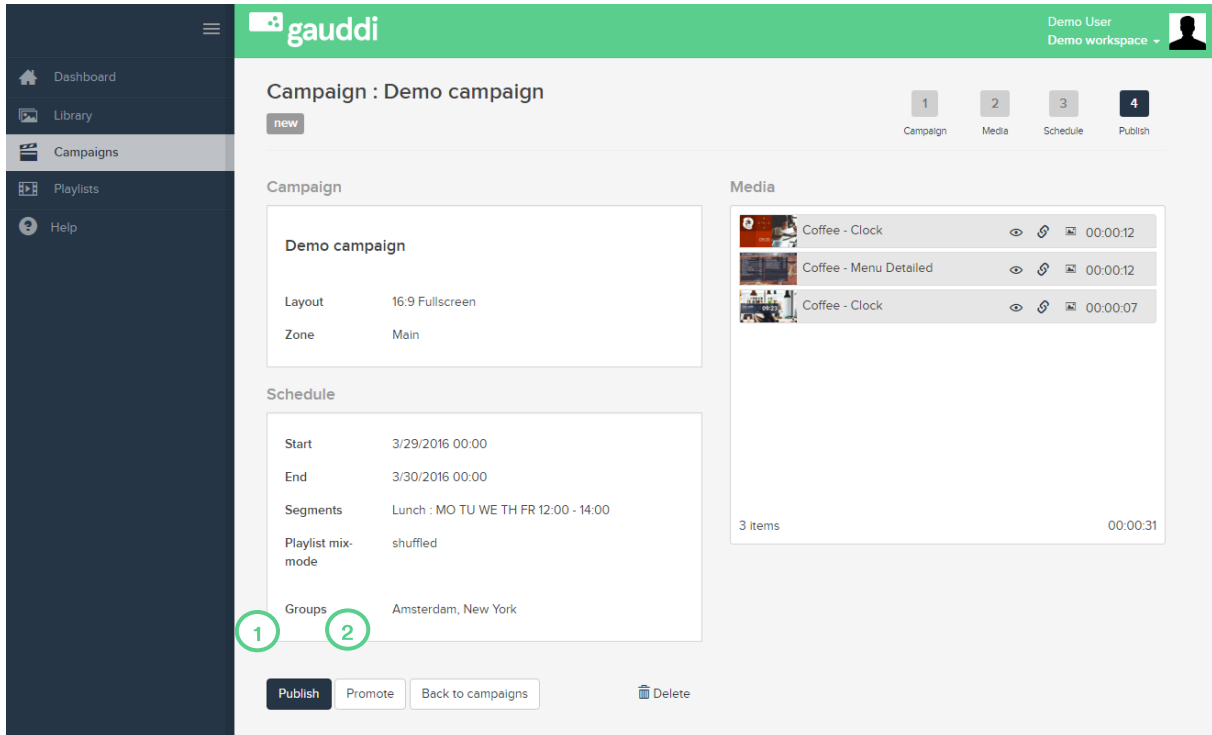 gauddi
Demo User
Demo workspace
Dashboard
Library
Campaigns
Playlists
Help
Campaign : Demo campaign
new
1
Campaign
2
Media
3
Schedule
4
Publish
Campaign
Demo campaign
Layout 16:9 Fullscreen
Zone Main
Schedule
Start 3/29/2016 00:00
End 3/30/2016 00:00
Segments Lunch : MO TU WE TH FR 12:00 - 14:00
Playlist mix- shuffled
mode
Groups Amsterdam, New York
1
2
Publish
Promote
Back to campaigns
Delete
Media
Coffee - Clock 00:00:12
Coffee - Menu Detailed 00:00:12
Coffee - Clock 00:00:07
3 items 00:00:31